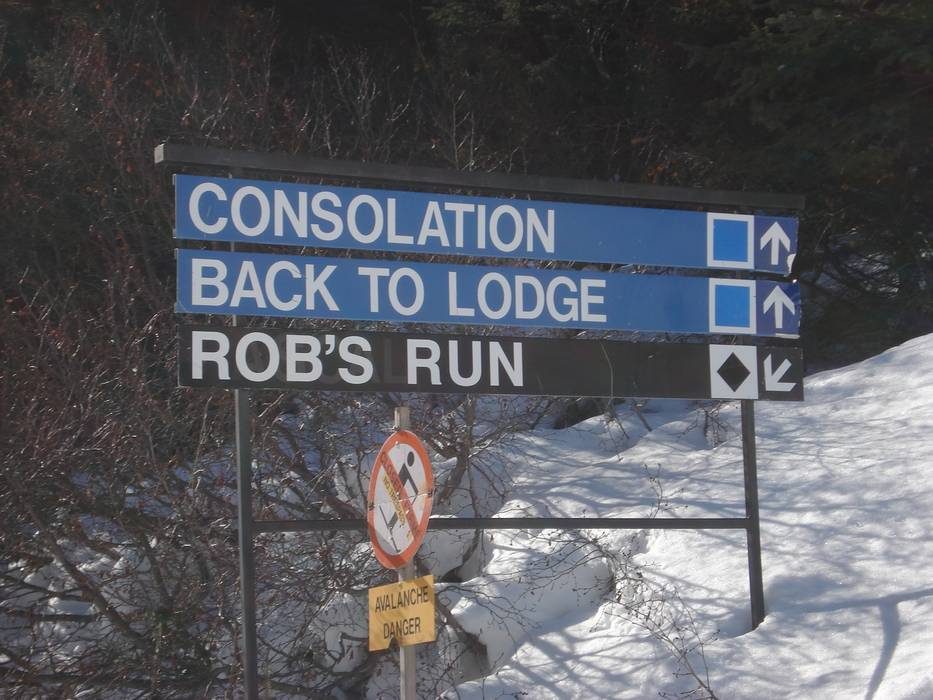 CONSOLATION
BACK TO LODGE
ROB'S RUN
AVALANCHE
DANGER